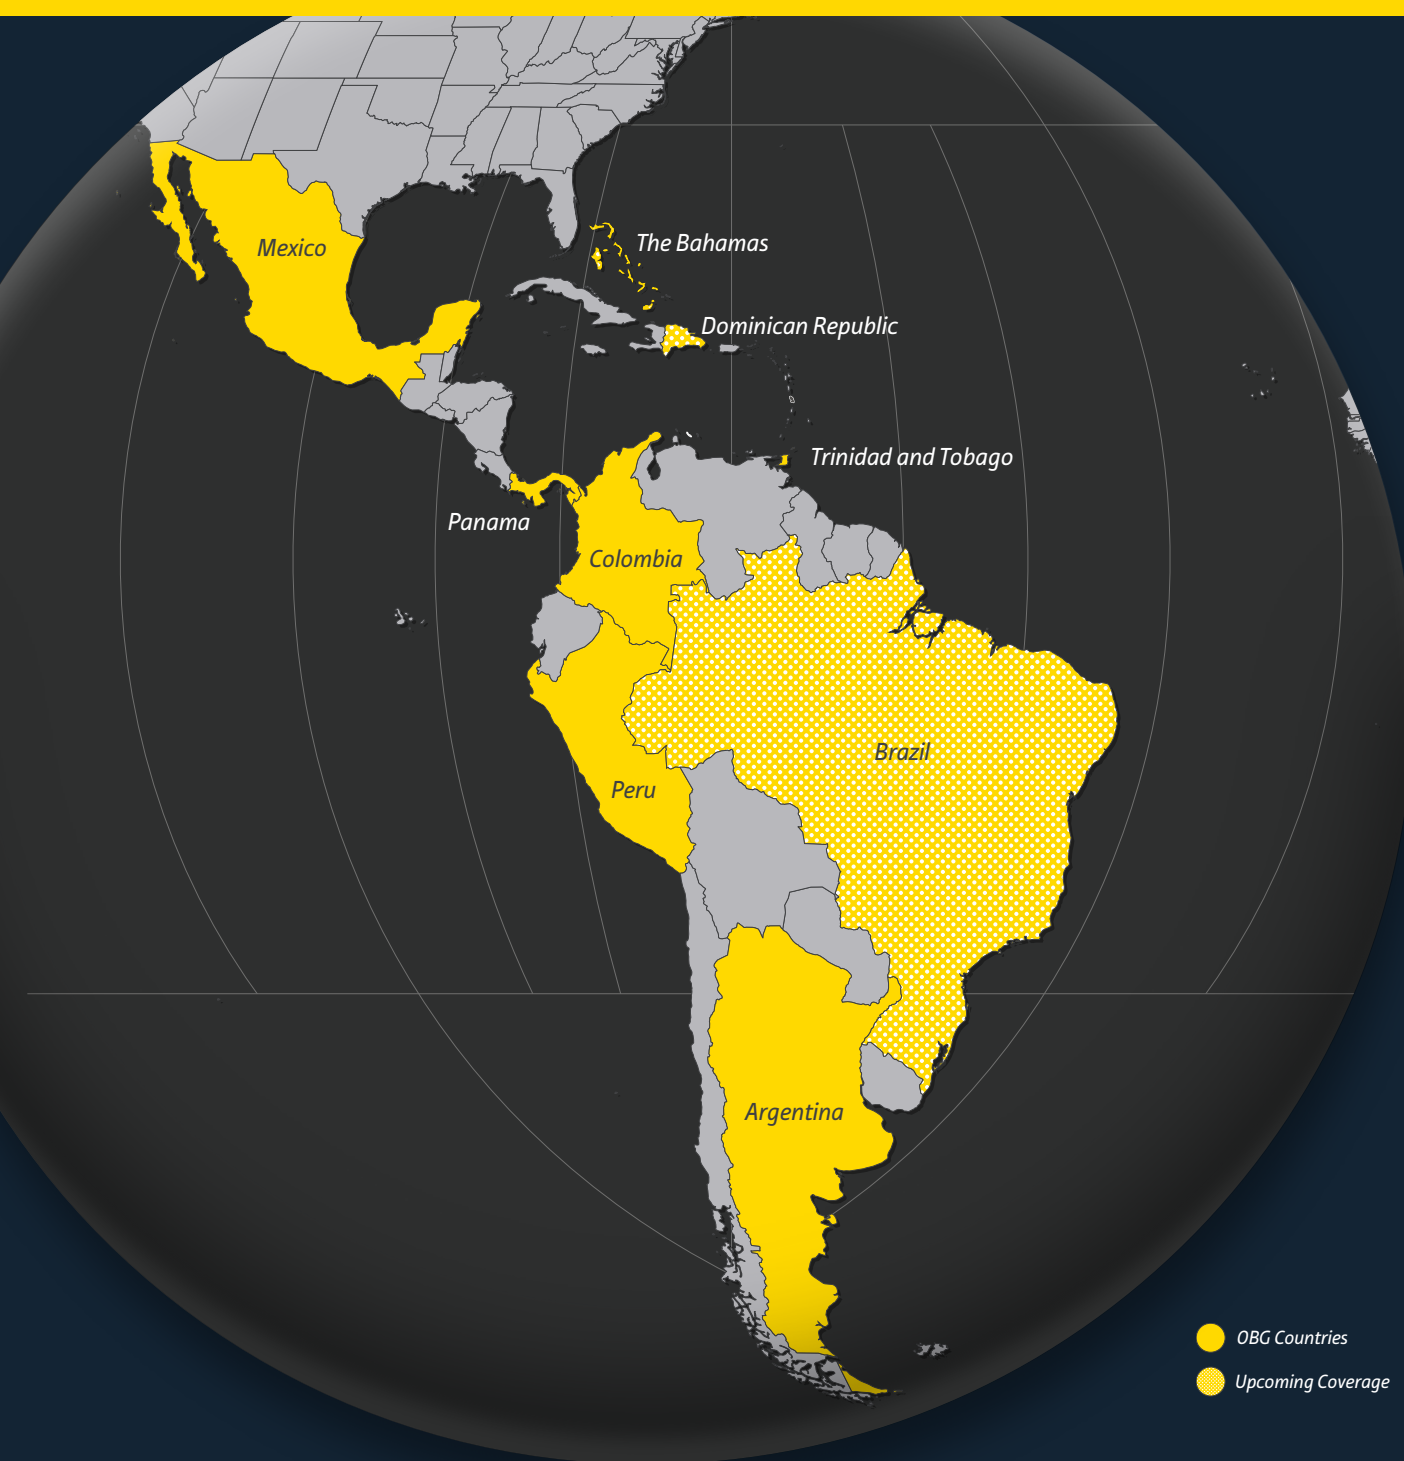 The Bahamas
Mexico
Dominican Republic
Trinidad and Tobago
Panama
Colombia
Brazil
Peru
Argentina
OBG Countries
Upcoming Coverage